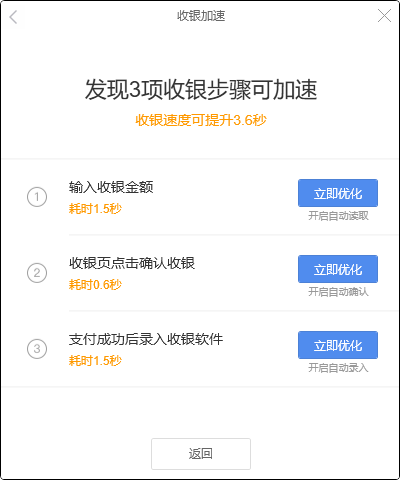 收银加速
发现3项收银步骤可加速
收银速度可提升3.6秒
1
输入收银金额
耗时1.5秒
立即优化
开启自动读取
2
收银页点击确认收银
耗时0.6秒
立即优化
开启自动确认
3
支付成功后录入收银软件
耗时1.5秒
立即优化
开启自动录入
返回